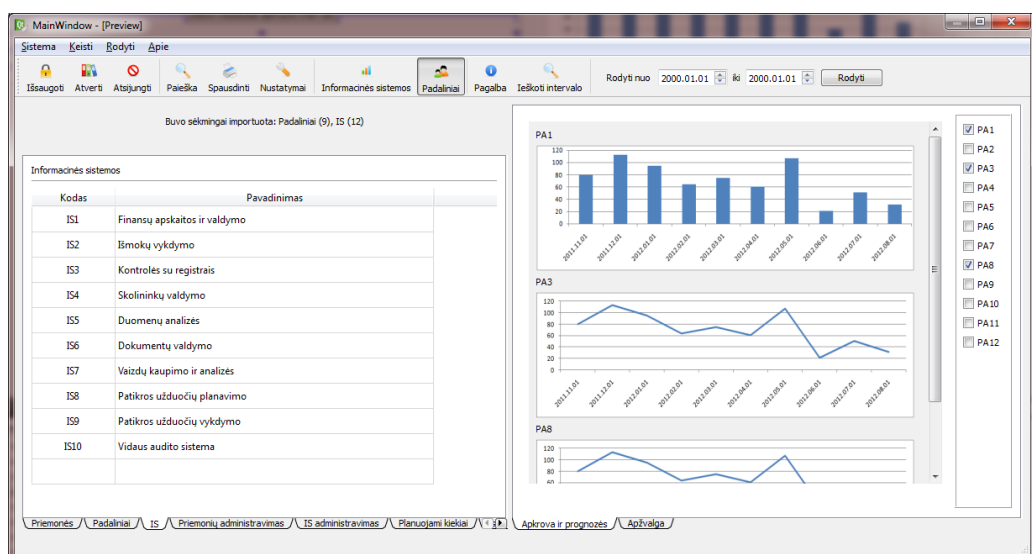 MainWindow - [Preview]
Sistema Keisti Rodyti Apie
Išsaugoti Atverti Atsijungti Paieška Spausdinti Nustatymai Informacinės sistemos Padaliniai Pagalba Ieškoti intervalo Rodyti nuo 2000.01.01 iki 2000.01.01 Rodyti
Buvo sėkmingai importuota: Padaliniai (9), IS (12)
Informacinės sistemos
Kodas Pavadinimas
IS1 Finansų apskaitos ir valdymo
IS2 Išmokų vykdymo
IS3 Kontrolės su registrais
IS4 Skolininkų valdymo
IS5 Duomenų analizės
IS6 Dokumentų valdymo
IS7 Vaizdų kaupimo ir analizės
IS8 Patikros užduočių planavimo
IS9 Patikros užduočių vykdymo
IS10 Vidaus audito sistema
Priemonės Padaliniai IS Priemonių administravimas IS administravimas Planuojami kiekiai
PA1
120
100
80
60
40
20
0
2011.11.01 2011.12.01 2012.01.01 2012.02.01 2012.03.01 2012.04.01 2012.05.01 2012.06.01 2012.07.01 2012.08.01
PA3
120
100
80
60
40
20
0
2011.11.01 2011.12.01 2012.01.01 2012.02.01 2012.03.01 2012.04.01 2012.05.01 2012.06.01 2012.07.01 2012.08.01
PA8
120
100
80
60
Apkrova ir prognozės Apžvalga
PA1
PA2
PA3
PA4
PA5
PA6
PA7
PA8
PA9
PA10
PA11
PA12